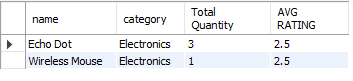 name category Total Quantity AVG RATING
Echo Dot Electronics 3 2.5
Wireless Mouse Electronics 1 2.5